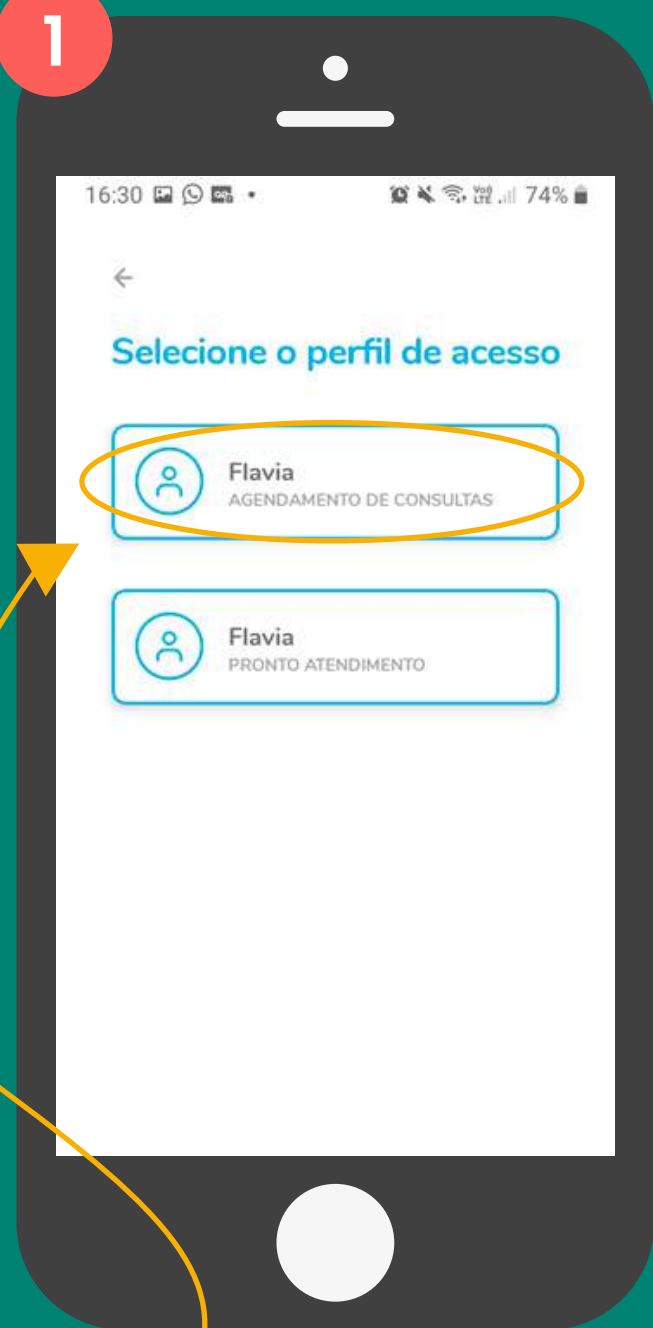 1
16:30
74%
Selecione o perfil de acesso
Flavia
AGENDAMENTO DE CONSULTAS
Flavia
PRONTO ATENDIMENTO